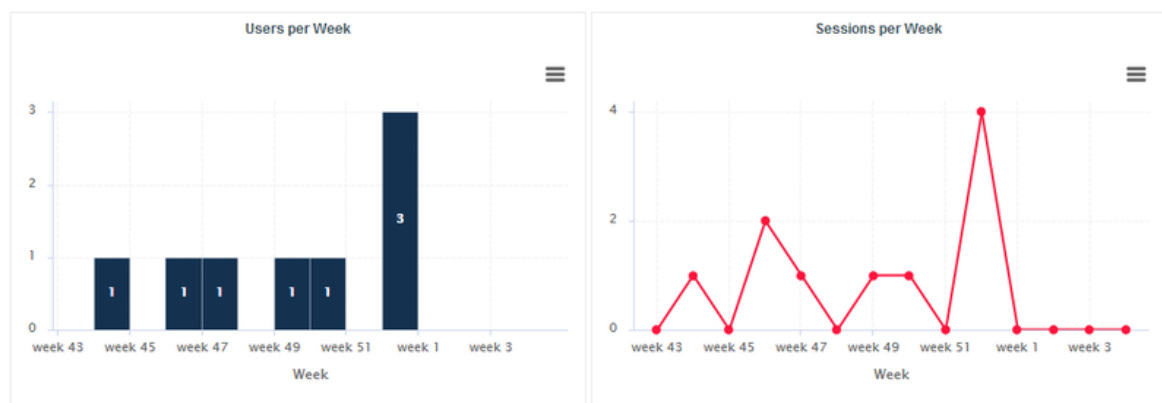 Users per Week
3
2
1
0
1
1
1
1
1
3
week 43
week 45
week 47
week 49
week 51
week 1
week 3
Week
Sessions per Week
4
2
0
week 43
week 45
week 47
week 49
week 51
week 1
week 3
Week